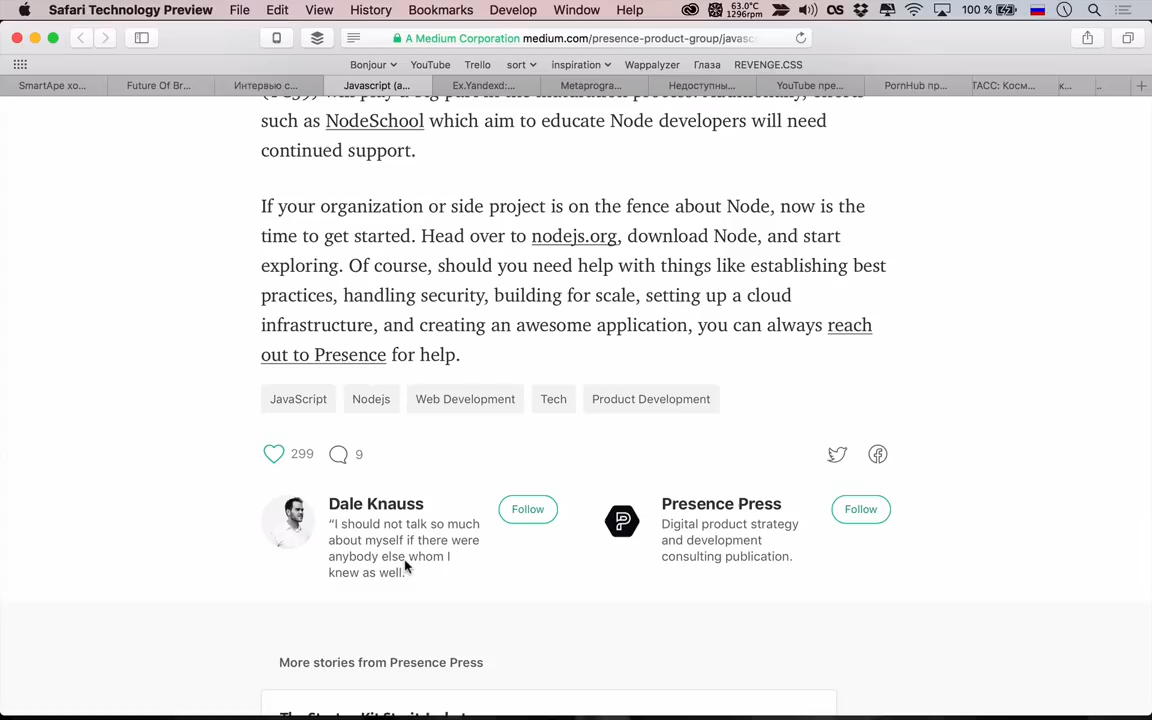 Safari Technology Preview File Edit View History Bookmarks Develop Window Help 63.0°C 1296rpm 100 %
A Medium Corporation medium.com/presence-product-group/javasc
Bonjour YouTube Trello sort inspiration Wappalyzer Глаза REVENGE.CSS
SmartApe хо... Future Of Br... Интервью с... Javascript (a... Ex.Yandexd:... Metaprogra... Недоступны... YouTube пре... PornHub пр... ТАСС: Косм... к... ..
such as NodeSchool which aim to educate Node developers will need
continued support.
If your organization or side project is on the fence about Node, now is the
time to get started. Head over to nodejs.org, download Node, and start
exploring. Of course, should you need help with things like establishing best
practices, handling security, building for scale, setting up a cloud
infrastructure, and creating an awesome application, you can always reach
out to Presence for help.
JavaScript Nodejs Web Development Tech Product Development
299 9
Dale Knauss Follow
“I should not talk so much
about myself if there were
anybody else whom I
knew as well.”
Presence Press Follow
Digital product strategy
and development
consulting publication.
More stories from Presence Press